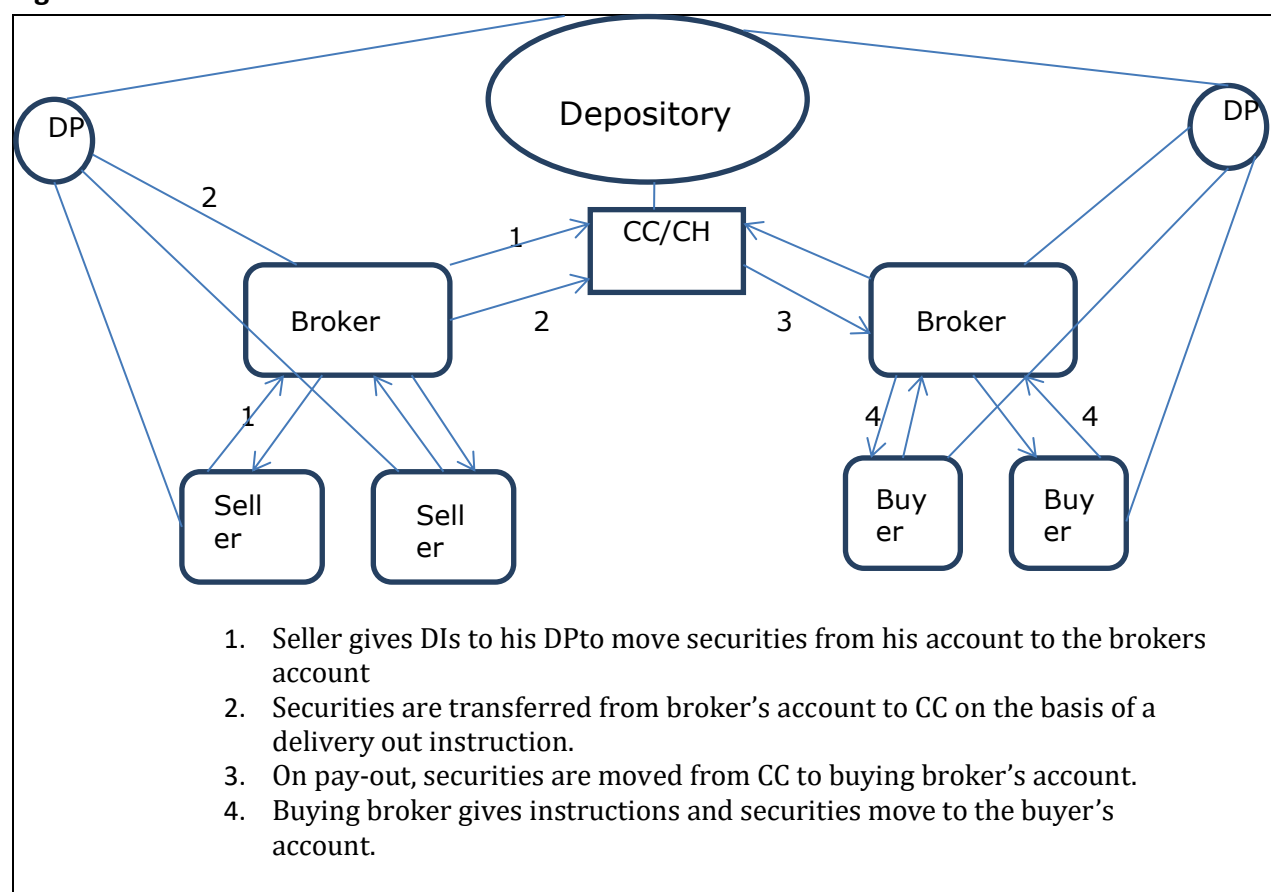 Depository
DP
DP
2
1
CC/CH
Broker
2
3
Broker
1
4
4
Sell
er
Sell
er
Buy
er
Buy
er
1. Seller gives DIs to his DPto move securities from his account to the brokers
account
2. Securities are transferred from broker’s account to CC on the basis of a
delivery out instruction.
3. On pay-out, securities are moved from CC to buying broker’s account.
4. Buying broker gives instructions and securities move to the buyer’s
account.